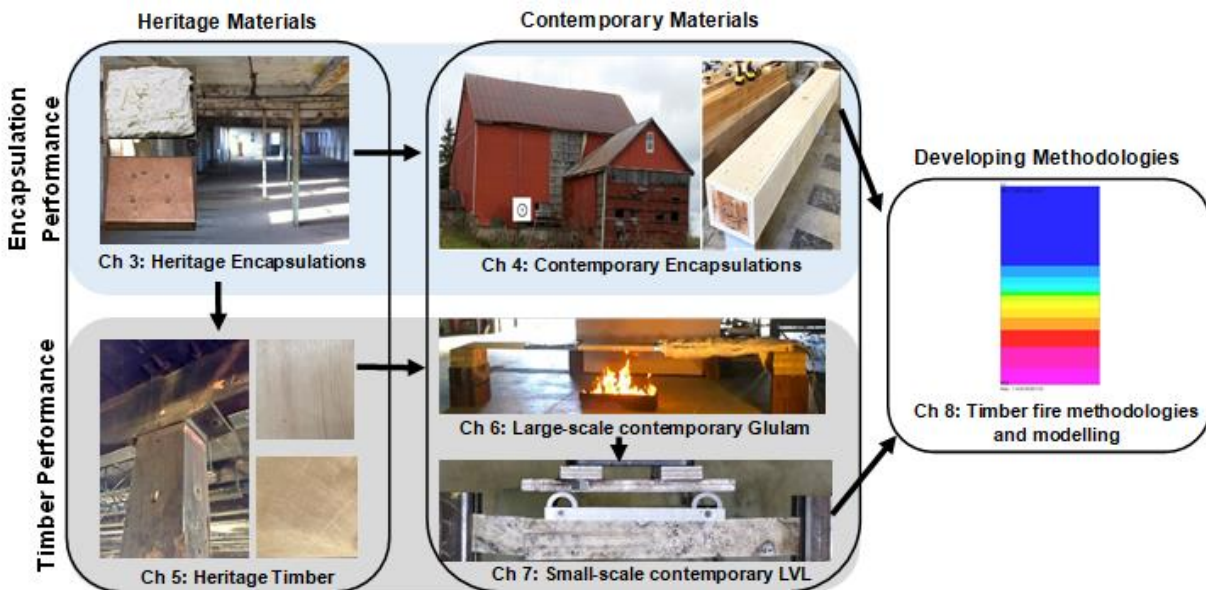 Heritage Materials
Contemporary Materials
Encapsulation
Performance
Ch 3: Heritage Encapsulations
Ch 4: Contemporary Encapsulations
Developing Methodologies
Timber Performance
Ch 5: Heritage Timber
Ch 6: Large-scale contemporary Glulam
Ch 7: Small-scale contemporary LVL
Ch 8: Timber fire methodologies
and modelling